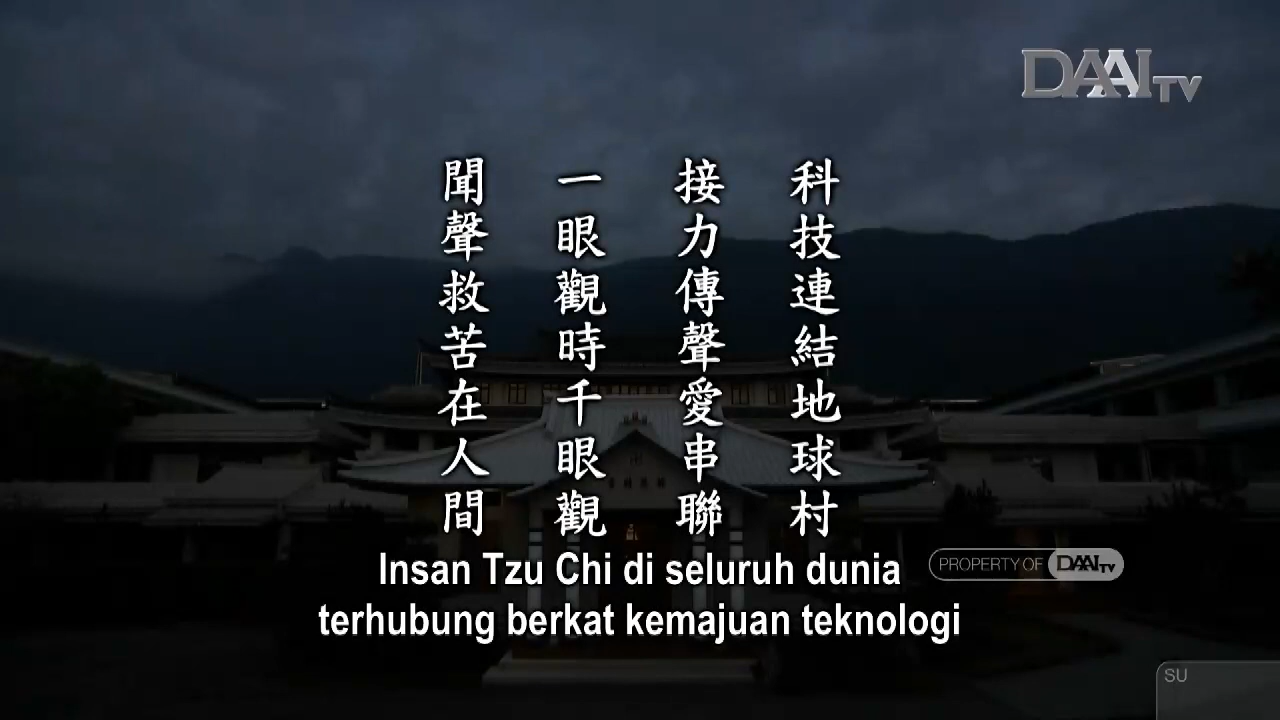 DAAI TV
科技連結地球村
接力傳聲愛串聯
一眼觀時千眼觀
聞聲救苦在人間
Insan Tzu Chi di seluruh dunia
PROPERTY OF DAAI TV
terhubung berkat kemajuan teknologi
SU